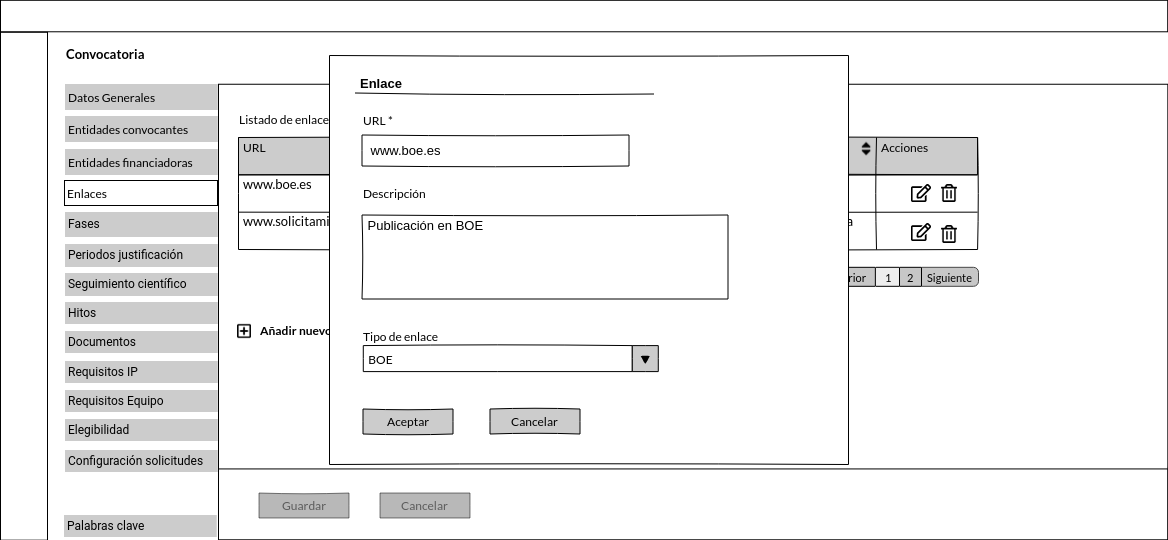 Convocatoria
Datos Generales
Entidades convocantes
Entidades financiadoras
Enlaces
Fases
Periodos justificación
Seguimiento científico
Hitos
Documentos
Requisitos IP
Requisitos Equipo
Elegibilidad
Configuración solicitudes
Palabras clave
Listado de enlace
URL
Acciones
www.boe.es
www.solicitami
a
rior 1 2 Siguiente
Añadir nuevo
Enlace
URL *
www.boe.es
Descripción
Publicación en BOE
Tipo de enlace
BOE
Aceptar Cancelar
Guardar Cancelar